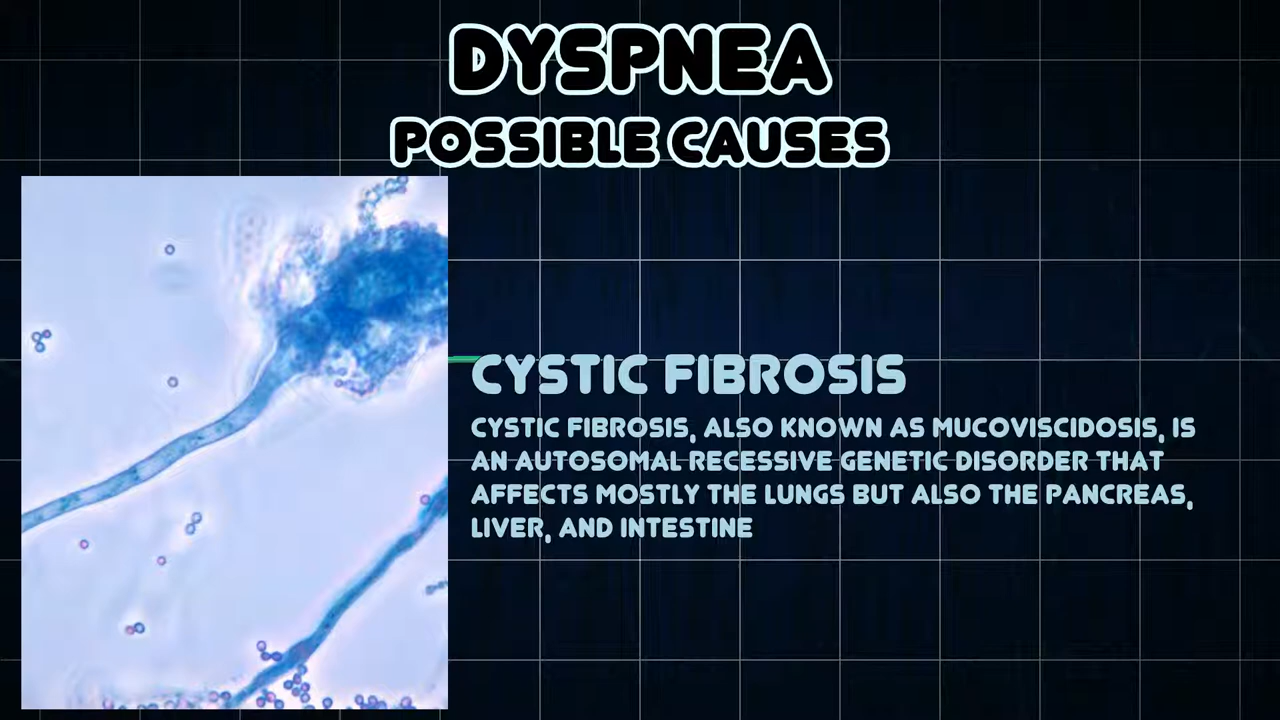 DYSPNEA
POSSIBLE CAUSES
CYSTIC FIBROSIS
CYSTIC FIBROSIS, ALSO KNOWN AS MUCOVISCIDOSIS, IS
AN AUTOSOMAL RECESSIVE GENETIC DISORDER THAT
AFFECTS MOSTLY THE LUNGS BUT ALSO THE PANCREAS,
LIVER, AND INTESTINE